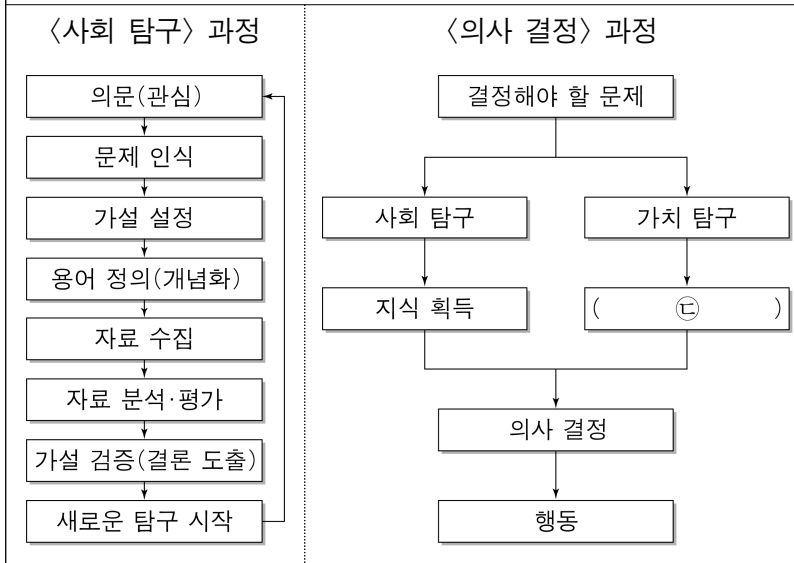 〈사회 탐구〉 과정
의문(관심)
문제 인식
가설 설정
용어 정의(개념화)
자료 수집
자료 분석·평가
가설 검증(결론 도출)
새로운 탐구 시작
〈의사 결정〉 과정
결정해야 할 문제
사회 탐구
가치 탐구
지식 획득
( ㉢ )
의사 결정
행동